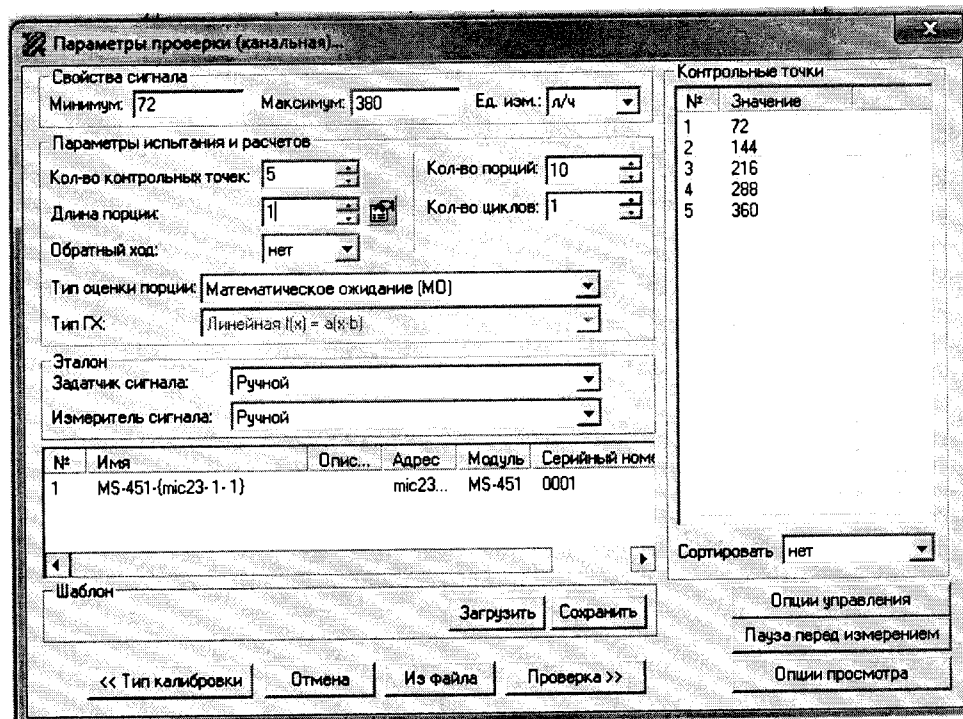 Параметры проверки (канальная)...
Свойства сигнала
Минимум: 72 Максимум: 380 Ед. изм.: л/ч
Параметры испытания и расчетов
Кол-во контрольных точек: 5 Кол-во порций: 10
Длина порции: 1 Кол-во циклов: 1
Обратный ход: нет
Тип оценки порции: Математическое ожидание (МО)
Тип ГХ: Линейная f(x) = a(x-b)
Эталон
Задатчик сигнала: Ручной
Измеритель сигнала: Ручной
№ Имя Опис... Адрес Модуль Серийный номе
1 MS-451-{mic23-1-1} mic23... MS-451 0001
Шаблон
Загрузить Сохранить
<< Тип калибровки Отмена Из файла Проверка >>
Контрольные точки
№ Значение
1 72
2 144
3 216
4 288
5 360
Сортировать нет
Опции управления
Пауза перед измерением
Опции просмотра